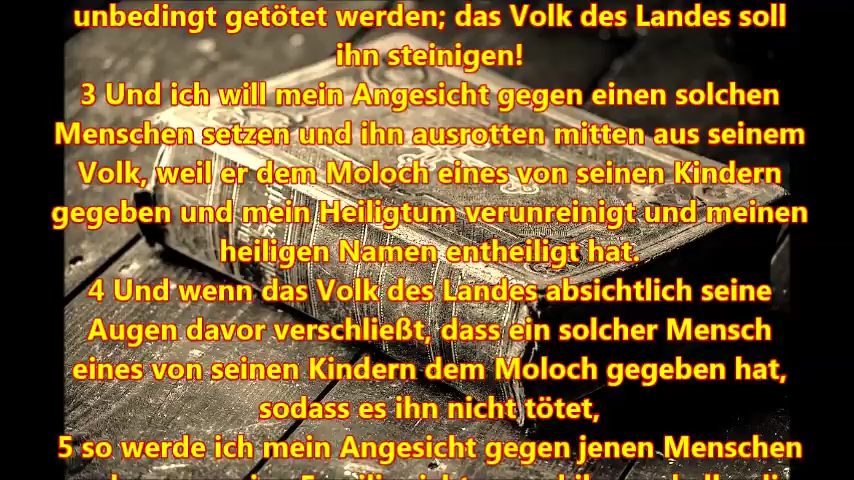 unbedingt getötet werden; das Volk des Landes soll
ihn steinigen!
3 Und ich will mein Angesicht gegen einen solchen
Menschen setzen und ihn ausrotten mitten aus seinem
Volk, weil er dem Moloch eines von seinen Kindern
gegeben und mein Heiligtum verunreinigt und meinen
heiligen Namen entheiligt hat.
4 Und wenn das Volk des Landes absichtlich seine
Augen davor verschließt, dass ein solcher Mensch
eines von seinen Kindern dem Moloch gegeben hat,
sodass es ihn nicht tötet,
5 so werde ich mein Angesicht gegen jenen Menschen